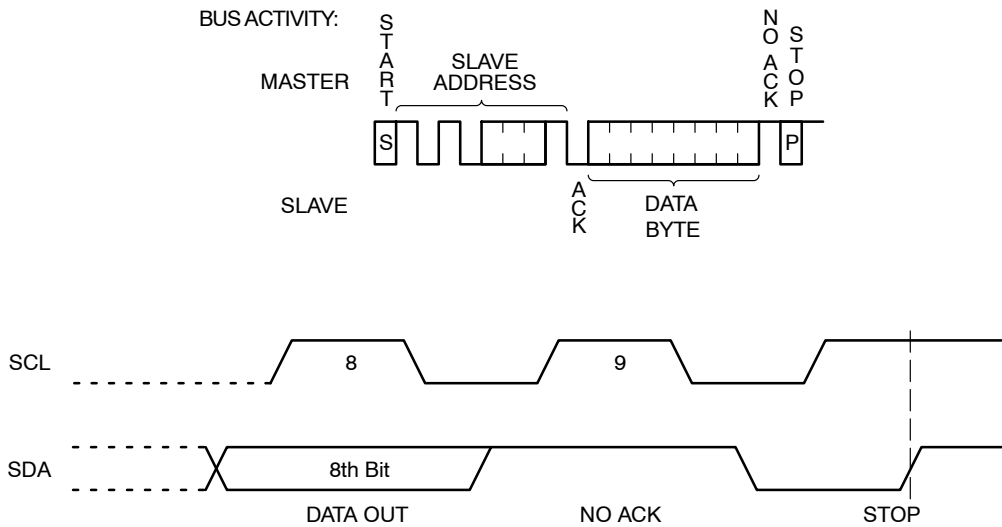 BUS ACTIVITY:
START
NO ACK
STOP
MASTER
SLAVE
ADDRESS
S
P
SLAVE
ACK
DATA
BYTE
SCL
8
9
SDA
8th Bit
DATA OUT
NO ACK
STOP